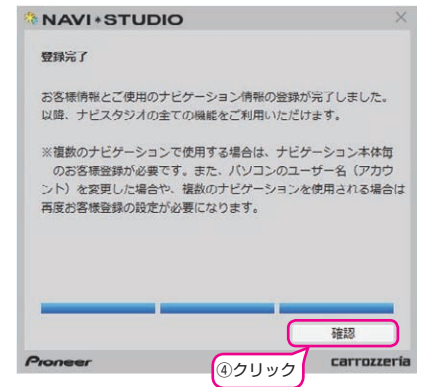 NAVI*STUDIO
登録完了
お客様情報とご使用のナビゲーション情報の登録が完了しました。
以降、ナビスタジオの全ての機能をご利用いただけます。
※複数のナビゲーションで使用する場合は、ナビゲーション本体毎
のお客様登録が必要です。また、パソコンのユーザー名（アカウ
ント）を変更した場合や、複数のナビゲーションを使用される場合は
再度お客様登録の設定が必要になります。
確認
Pioneer
④クリック
carrozzeria